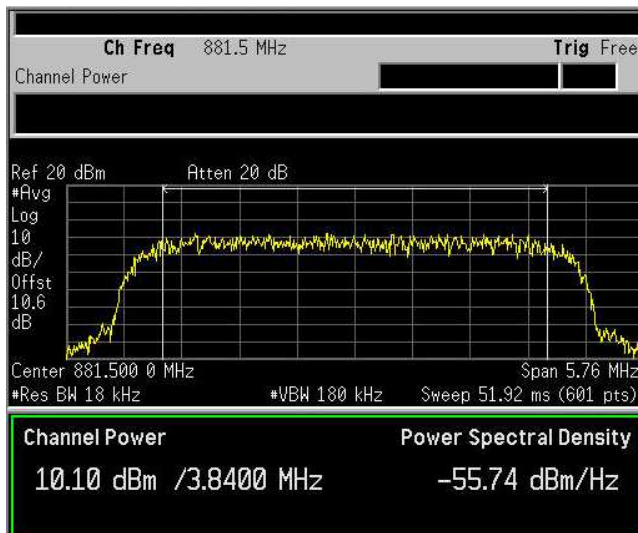 Ch Freq 881.5 MHz Trig Free
Channel Power
Ref 20 dBm Atten 20 dB
#Avg
Log
10
dB/
Offst
10.6
dB
Center 881.500 0 MHz Span 5.76 MHz
#Res BW 18 kHz #VBW 180 kHz Sweep 51.92 ms (601 pts)
Channel Power Power Spectral Density
10.10 dBm /3.8400 MHz -55.74 dBm/Hz